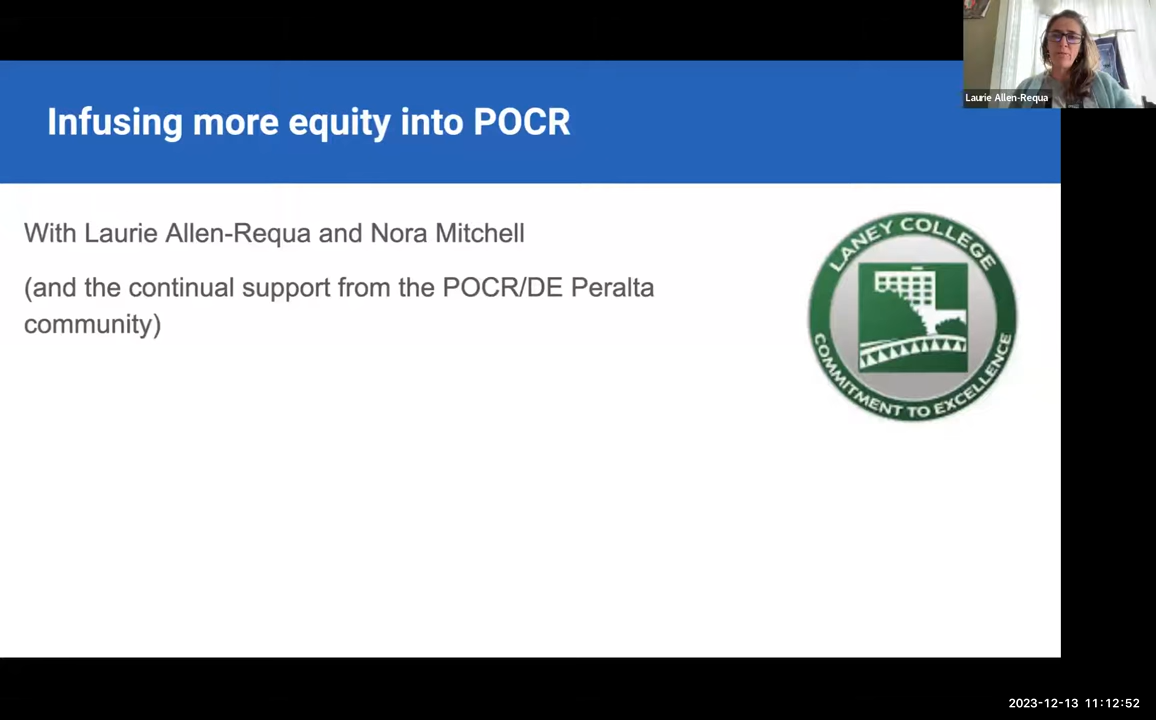 Infusing more equity into POCR
Laurie Allen-Requa
With Laurie Allen-Requa and Nora Mitchell
(and the continual support from the POCR/DE Peralta
community)
LANEY COLLEGE
COMMITMENT TO EXCELLENCE
2023-12-13 11:12:52